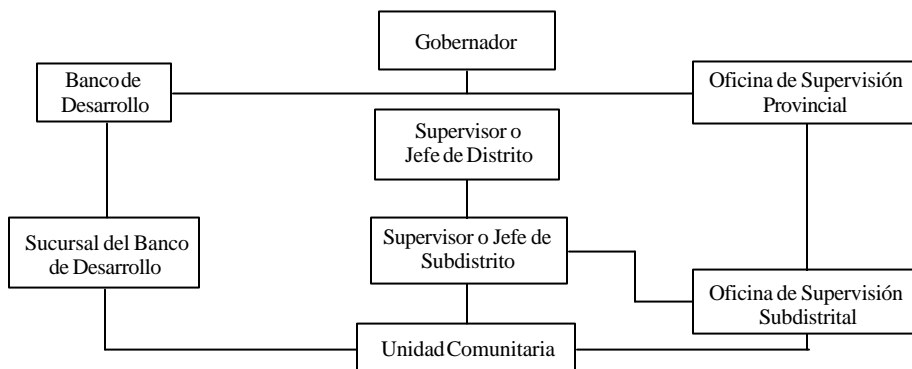 Gobernador
Banco de
Desarrollo
Oficina de Supervisión
Provincial
Supervisor o
Jefe de Distrito
Sucursal del Banco
de Desarrollo
Supervisor o Jefe de
Subdistrito
Oficina de Supervisión
Subdistrital
Unidad Comunitaria